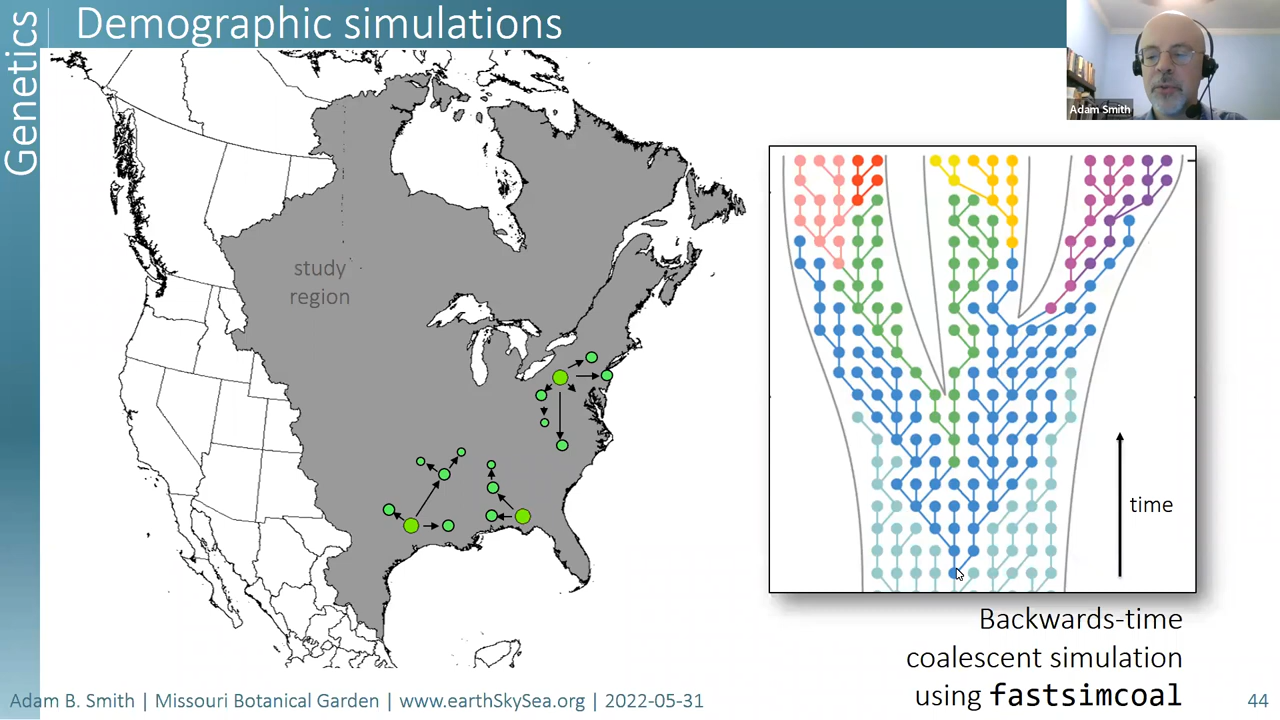 Genetics
Demographic simulations
Adam Smith
study
region
time
Backwards-time
coalescent simulation
using fastsimcoal
Adam B. Smith | Missouri Botanical Garden | www.earthSkySea.org | 2022-05-31
44